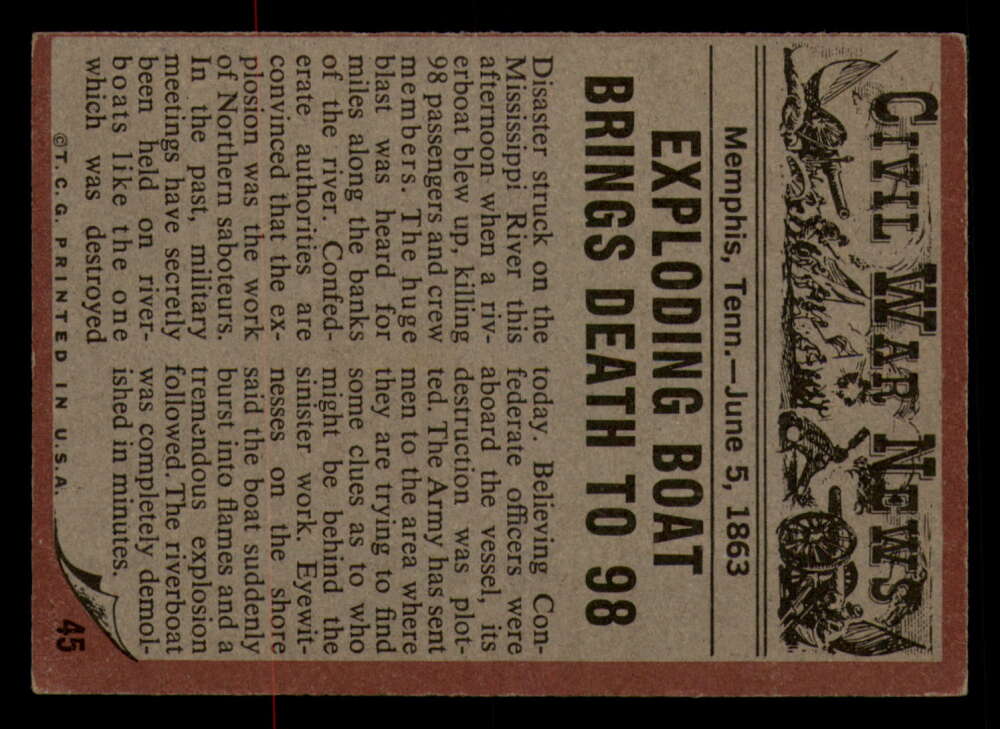 CIVIL WAR NEWS
Memphis, Tenn.—June 5, 1863
EXPLODING BOAT
BRINGS DEATH TO 98
Disaster struck on the
Mississippi River this
afternoon when a riv-
erboat blew up, killing
98 passengers and crew
members. The huge
blast was heard for
miles along the banks
of the river. Confed-
erate authorities are
convinced that the ex-
plosion was the work
of Northern saboteurs.
In the past, military
meetings have secretly
been held on river-
boats like the one
which was destroyed
today. Believing Con-
federate officers were
aboard the vessel, its
destruction was plot-
ted. The Army has sent
men to the area where
they are trying to find
some clues as to who
might be behind the
sinister work. Eyewit-
nesses on the shore
said the boat suddenly
burst into flames and a
tremendous explosion
followed. The riverboat
was completely demol-
ished in minutes.
© T. C. G. PRINTED IN U.S.A.
45